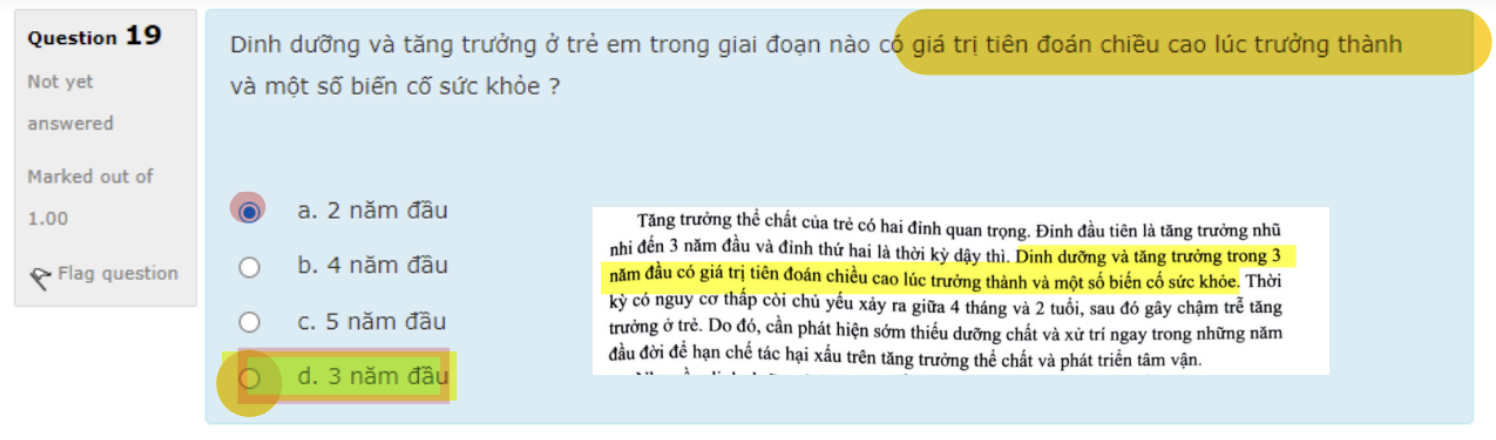 Question 19
Not yet
answered
Marked out of
1.00
Flag question
Dinh dưỡng và tăng trưởng ở trẻ em trong giai đoạn nào có giá trị tiên đoán chiều cao lúc trưởng thành
và một số biến cố sức khỏe ?
a. 2 năm đầu
b. 4 năm đầu
c. 5 năm đầu
d. 3 năm đầu
Tăng trưởng thể chất của trẻ có hai đỉnh quan trọng. Đỉnh đầu tiên là tăng trưởng nhũ
nhi đến 3 năm đầu và đỉnh thứ hai là thời kỳ dậy thì. Dinh dưỡng và tăng trưởng trong 3
năm đầu có giá trị tiên đoán chiều cao lúc trưởng thành và một số biến cố sức khỏe. Thời
kỳ có nguy cơ thấp còi chủ yếu xảy ra giữa 4 tháng và 2 tuổi, sau đó gây chậm trễ tăng
trưởng ở trẻ. Do đó, cần phát hiện sớm thiếu dưỡng chất và xử trí ngay trong những năm
đầu đời để hạn chế tác hại xấu trên tăng trưởng thể chất và phát triển tâm vận.